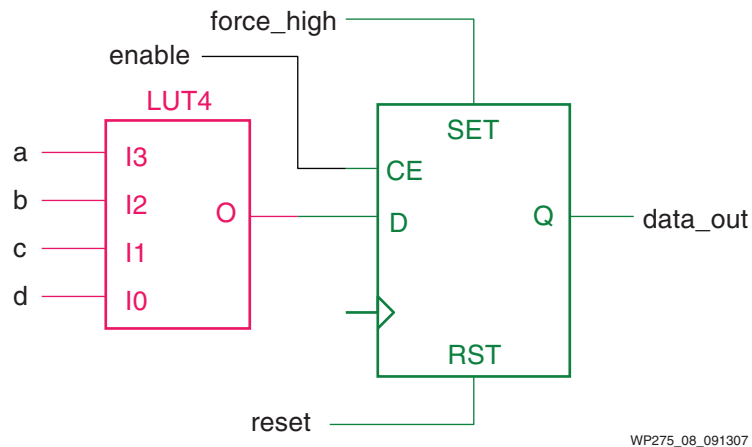 force_high
enable
LUT4
SET
a
I3
CE
b
I2
O
D
Q
data_out
c
I1
d
I0
RST
reset
WP275_08_091307